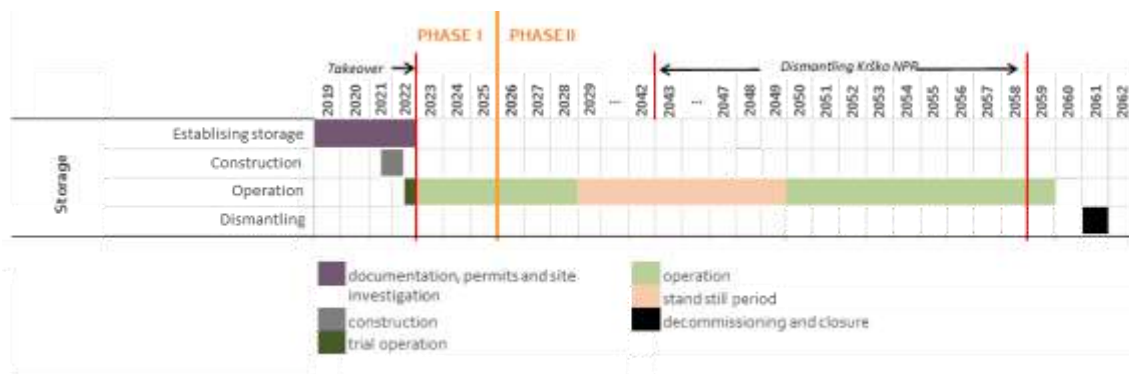 PHASE I PHASE II
Takeover Dismantling Krško NPP
2019 2020 2021 2022 2023 2024 2025 2026 2027 2028 2029 ... 2042 2043 ... 2047 2048 2049 2050 2051 2052 2053 2054 2055 2056 2057 2058 2059 2060 2061 2062
Storage
Establising storage
Construction
Operation
Dismantling
documentation, permits and site
investigation
construction
trial operation
operation
stand still period
decommissioning and closure